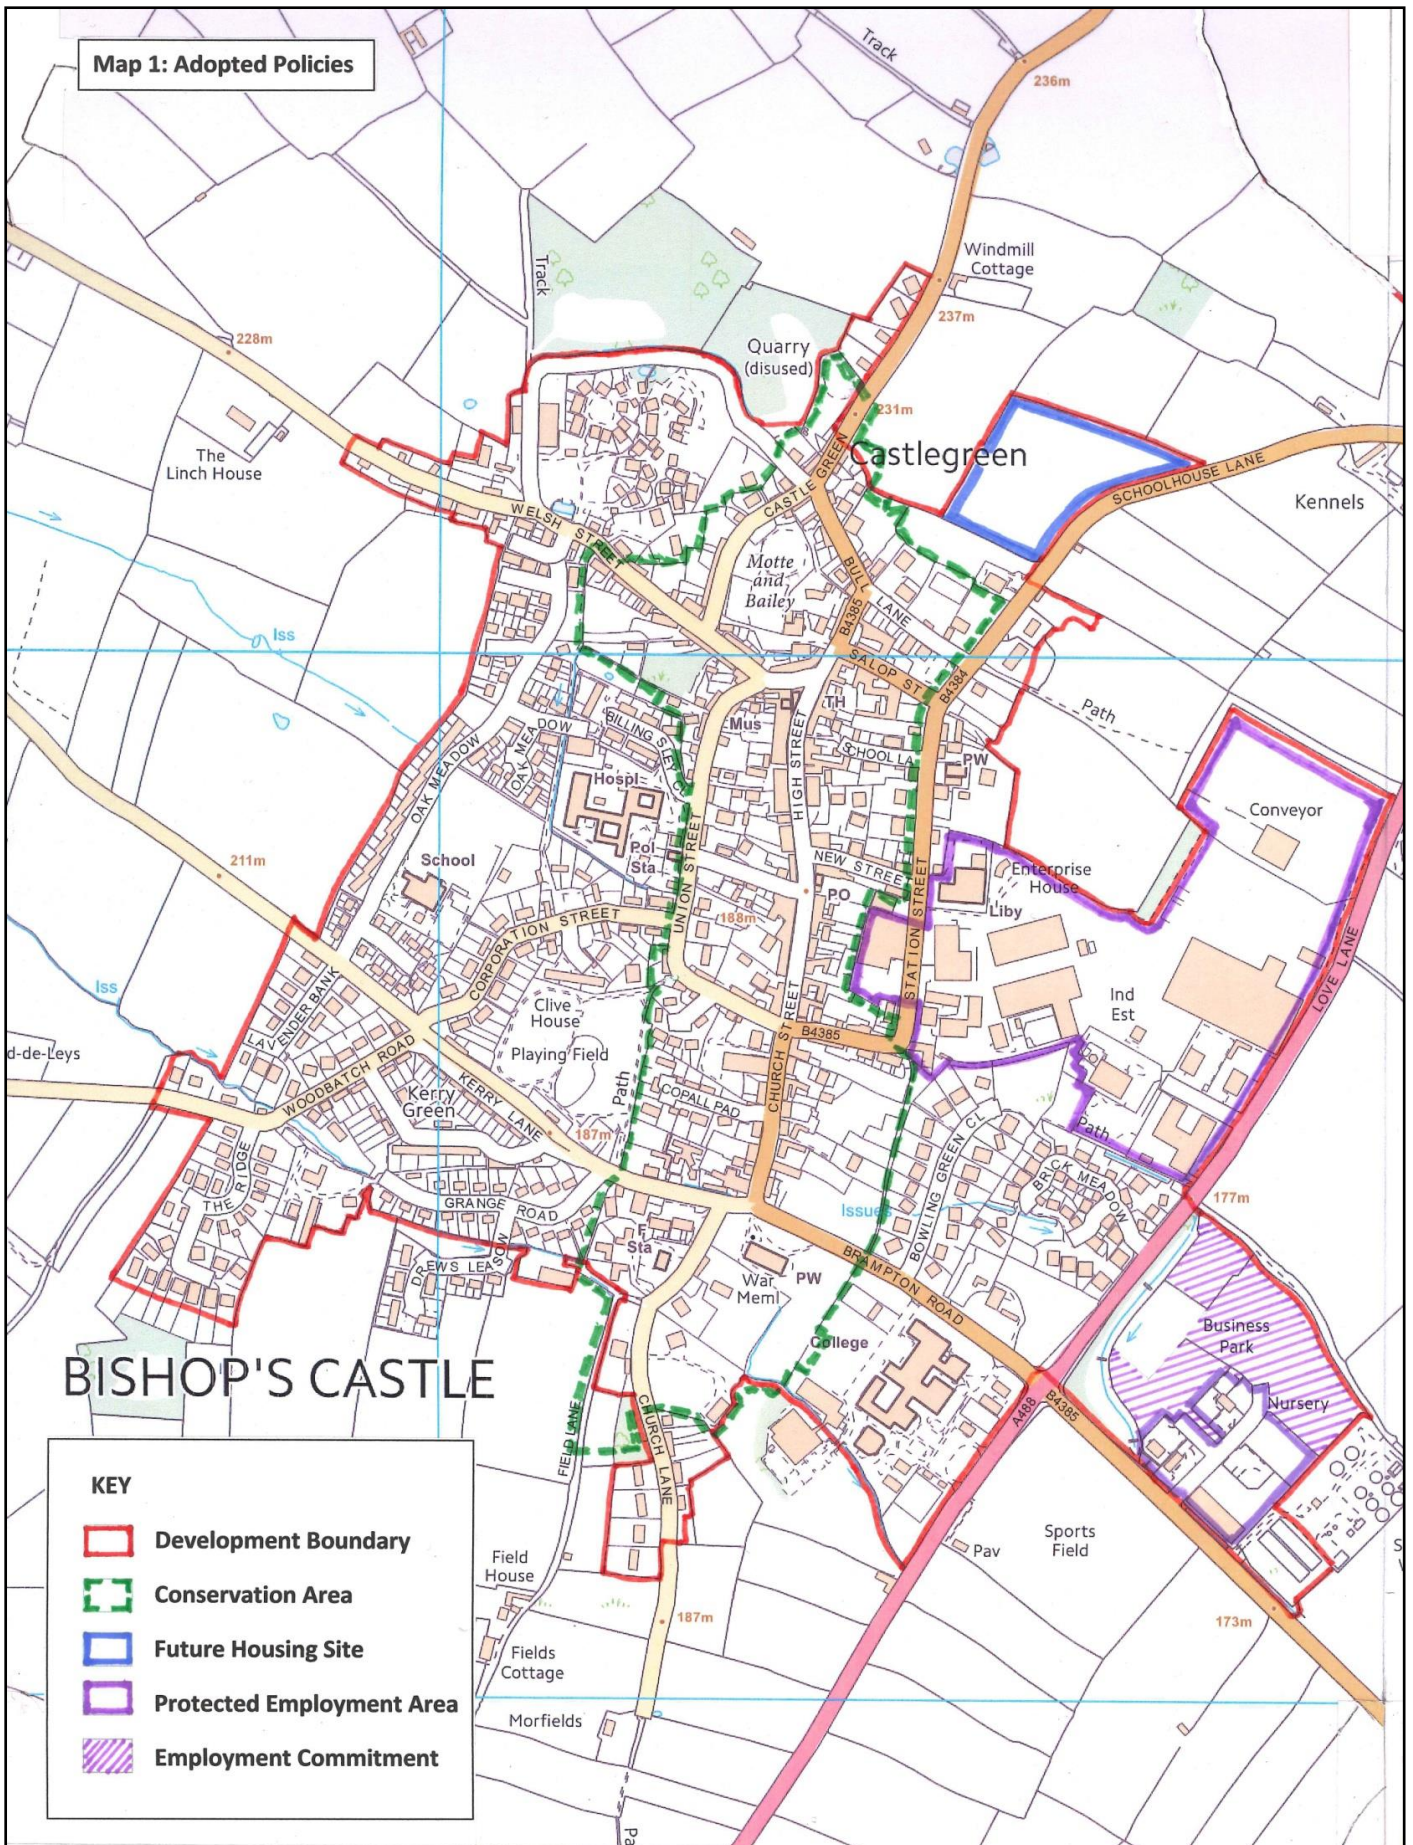 Map 1: Adopted Policies
Track
236m
Windmill
Cottage
Track
237m
228m
Quarry
(disused)
231m
Castlegreen
The
Linch House
CASTLE GREEN
SCHOOLHOUSE LANE
Kennels
WELSH STREET
Motte
and
Bailey
BULL LANE
B4385
Iss
SALOP ST
B4384
Path
OAK MEADOW
OAK MEADOW
BILLINGSLEY CL
Mus
TH
HIGH STREET
SCHOOL LA
PW
Hospl
Conveyor
Pol
Sta
School
211m
UNION STREET
NEW STREET
Enterprise
House
Liby
PO
188m
STATION STREET
CORPORATION STREET
LOVE LANE
Iss
LAVENDER BANK
Clive
House
Playing Field
Ind
Est
d-de-Leys
B4385
CHURCH STREET
WOODBATCH ROAD
Kerry
Green
KERRY LANE
Path
COPALL PAD
187m
BOWLING GREEN CL
Path
BRICK MEADOW
THE RIDGE
GRANGE ROAD
177m
Issues
DREWS LEASOW
F
Sta
War
Meml
PW
BRAMPTON ROAD
Business
Park
College
BISHOP'S CASTLE
Nursery
A488
B4385
FIELD LANE
CHURCH LANE
KEY
Development Boundary
Conservation Area
Future Housing Site
Protected Employment Area
Employment Commitment
Field
House
Pav
Sports
Field
S
187m
173m
Fields
Cottage
Morfields
Pa